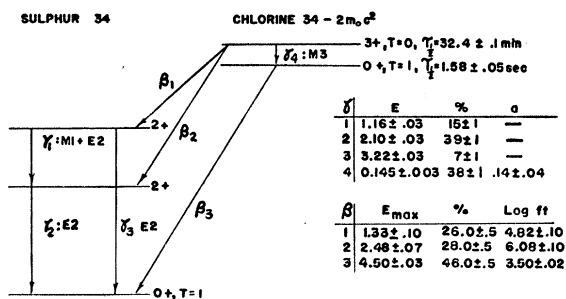 SULPHUR 34
CHLORINE 34 - 2m₀c²
3+, T=0, τ½=32.4 ± .1 min
γ₄: M3
0+, T=1, τ½=1.58 ± .05 sec
β₁
2+
β₂
γ₁: M1+ E2
2+
β₃
γ₂: E2
γ₃ E2
0+, T=1
γ E % α
1 1.16±.03 15±1 —
2 2.10±.03 39±1 —
3 3.22±.03 7±1 —
4 0.145±.003 38±1 .14±.04
β Emax % Log ft
1 1.33±.10 26.0±.5 4.82±.10
2 2.48±.07 28.0±.5 6.08±.10
3 4.50±.03 46.0±.5 3.50±.02